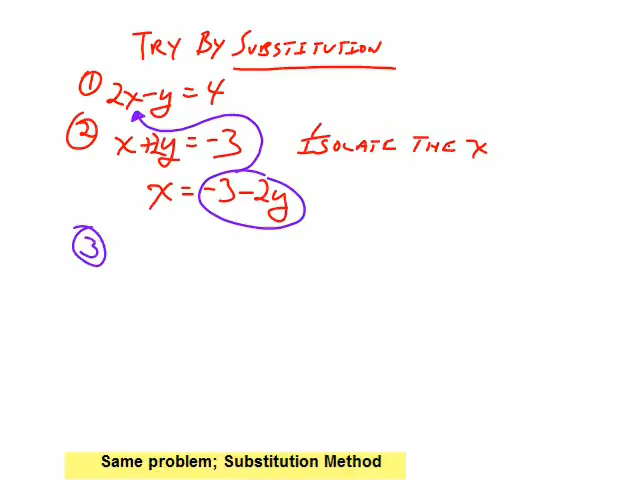 TRY BY SUBSTITUTION
① 2x-y = 4
② x+2y = -3 ISOLATE THE x
x = -3-2y
③
Same problem; Substitution Method